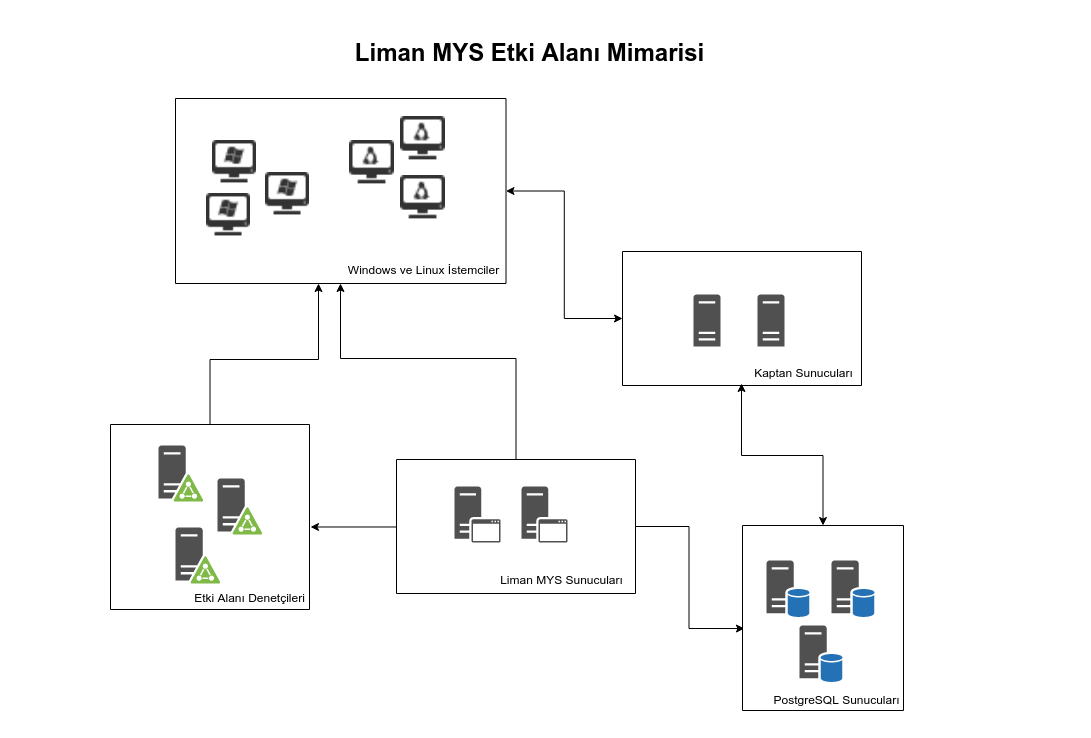 Liman MYS Etki Alanı Mimarisi
Windows ve Linux İstemciler
Kaptan Sunucuları
Etki Alanı Denetçileri
Liman MYS Sunucuları
PostgreSQL Sunucuları